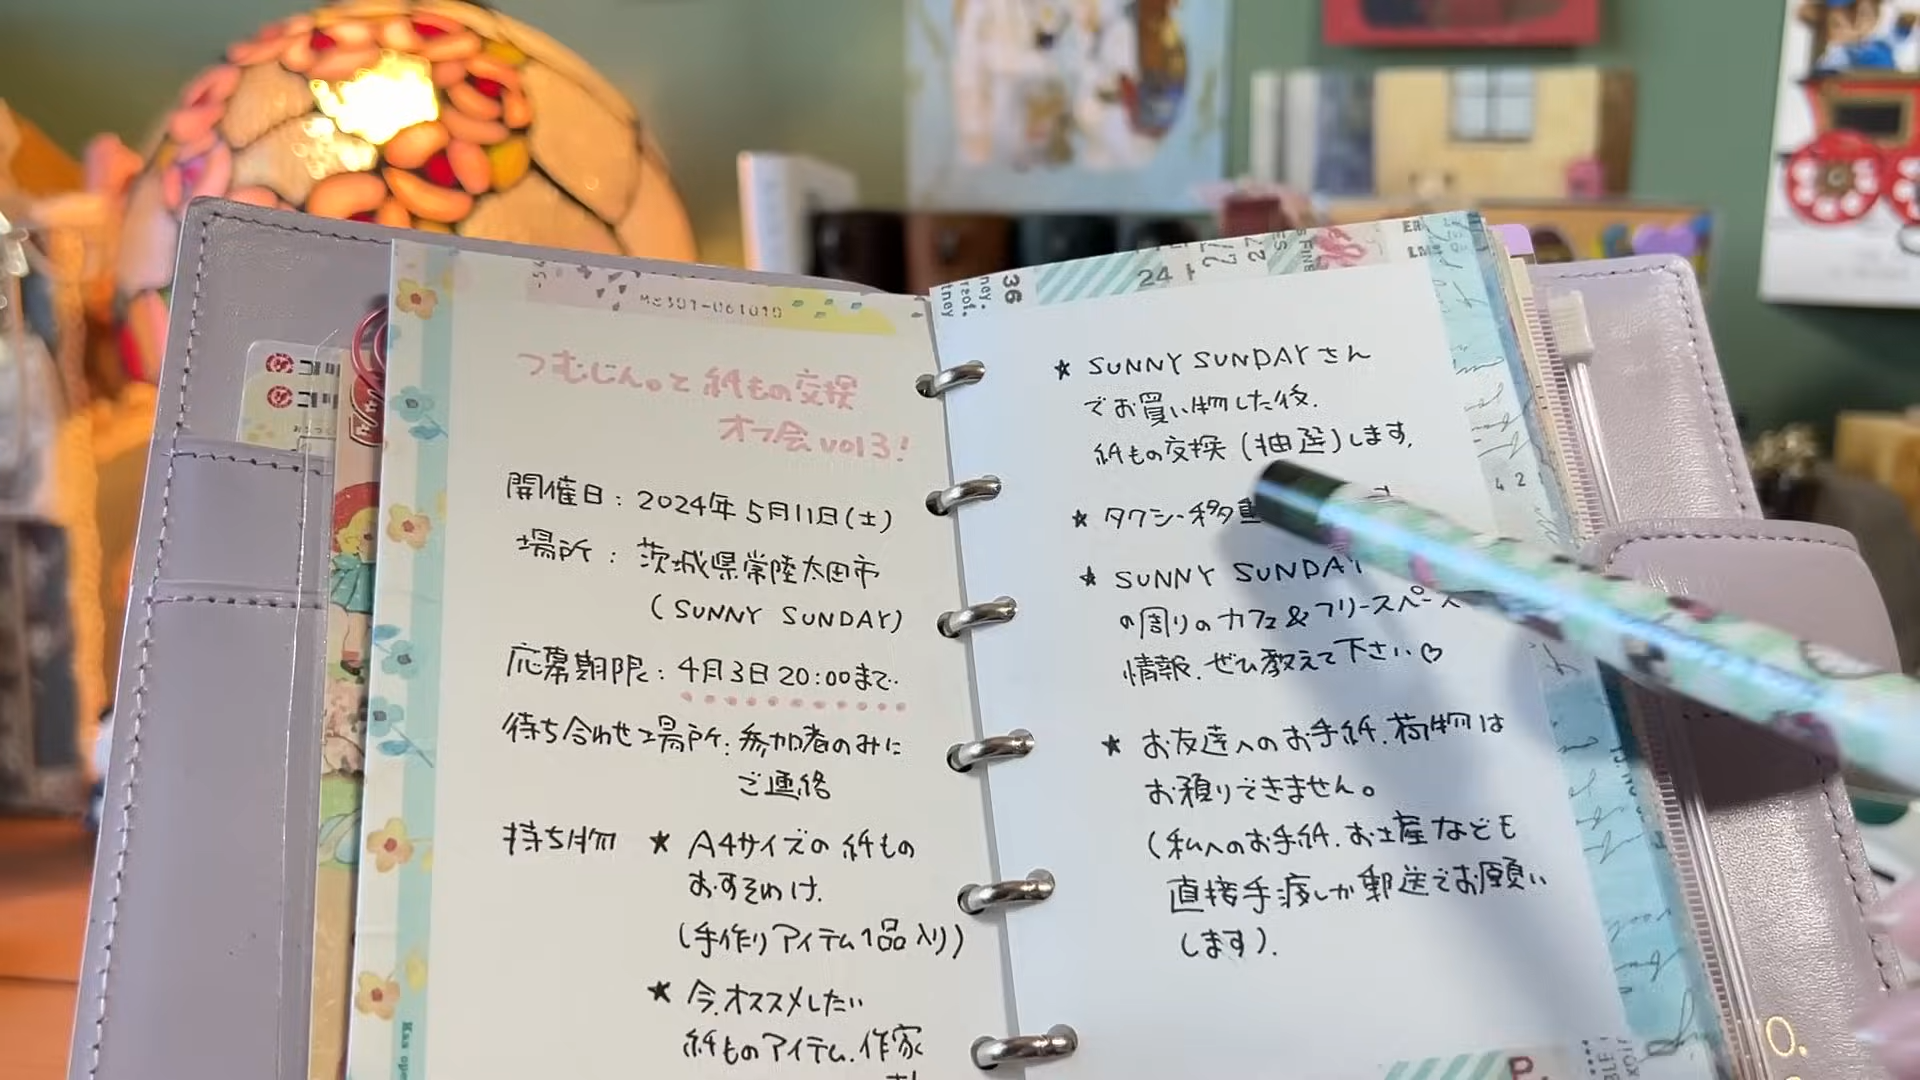 つむじん。と紙もの交換
オフ会 vol 3!
開催日: 2024年5月11日(土)
場所: 茨城県常陸太田市
(SUNNY SUNDAY)
応募期限: 4月3日20:00まで.
待ち合わせ場所: 参加者のみに
ご連絡
持ち物 ★ A4サイズの紙もの
おすそわけ.
(手作りアイテム1品入り)
★ 今.オススメしたい
紙ものアイテム.作家
36
24
★ SUNNY SUNDAYさん
でお買い物した後.
紙もの交換(抽選)します.
★ タクシー移動
★ SUNNY SUNDAY
の周りのカフェ&フリースペース
情報.ぜひ教えて下さい♡
★ お友達へのお手紙.荷物は
お預りできません。
(私へのお手紙.お土産なども
直接手渡しか郵送でお願い
します).
42